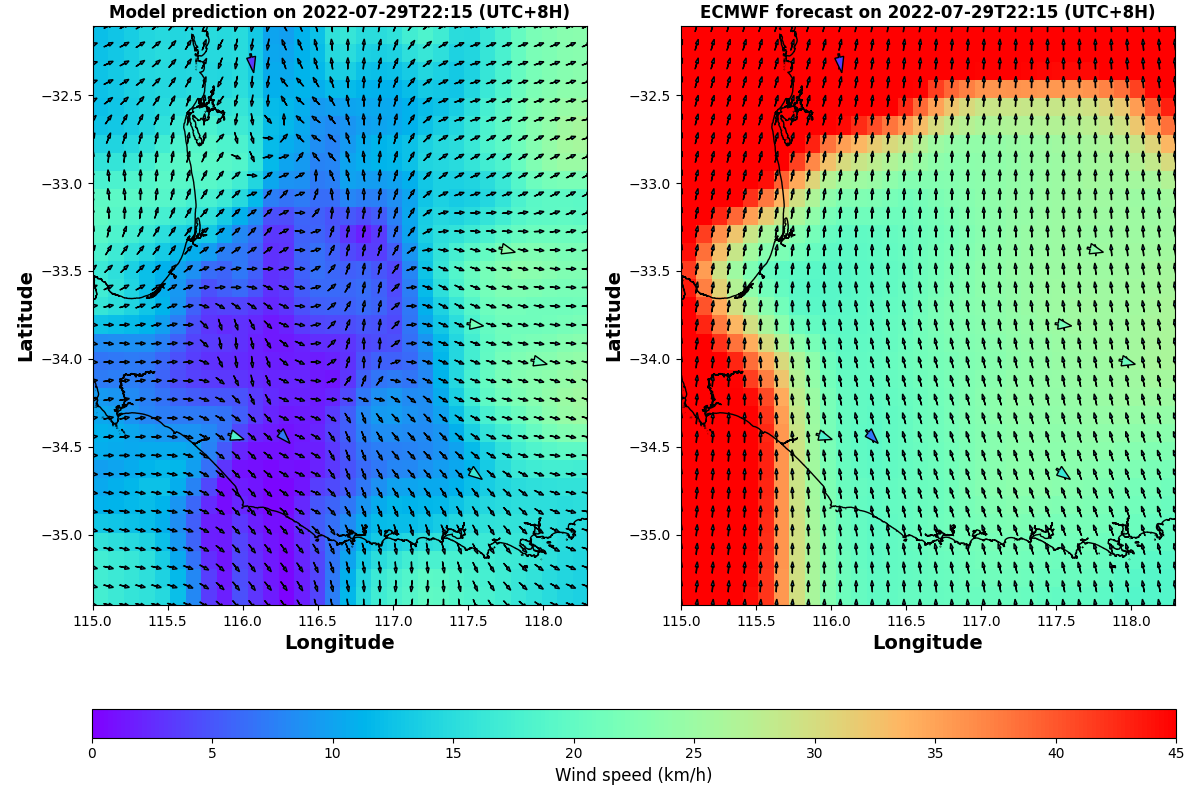 Model prediction on 2022-07-29T22:15 (UTC+8H)
ECMWF forecast on 2022-07-29T22:15 (UTC+8H)
Latitude
−32.5
−33.0
−33.5
−34.0
−34.5
−35.0
115.0 115.5 116.0 116.5 117.0 117.5 118.0
Longitude
Latitude
−32.5
−33.0
−33.5
−34.0
−34.5
−35.0
115.0 115.5 116.0 116.5 117.0 117.5 118.0
Longitude
0 5 10 15 20 25 30 35 40 45
Wind speed (km/h)